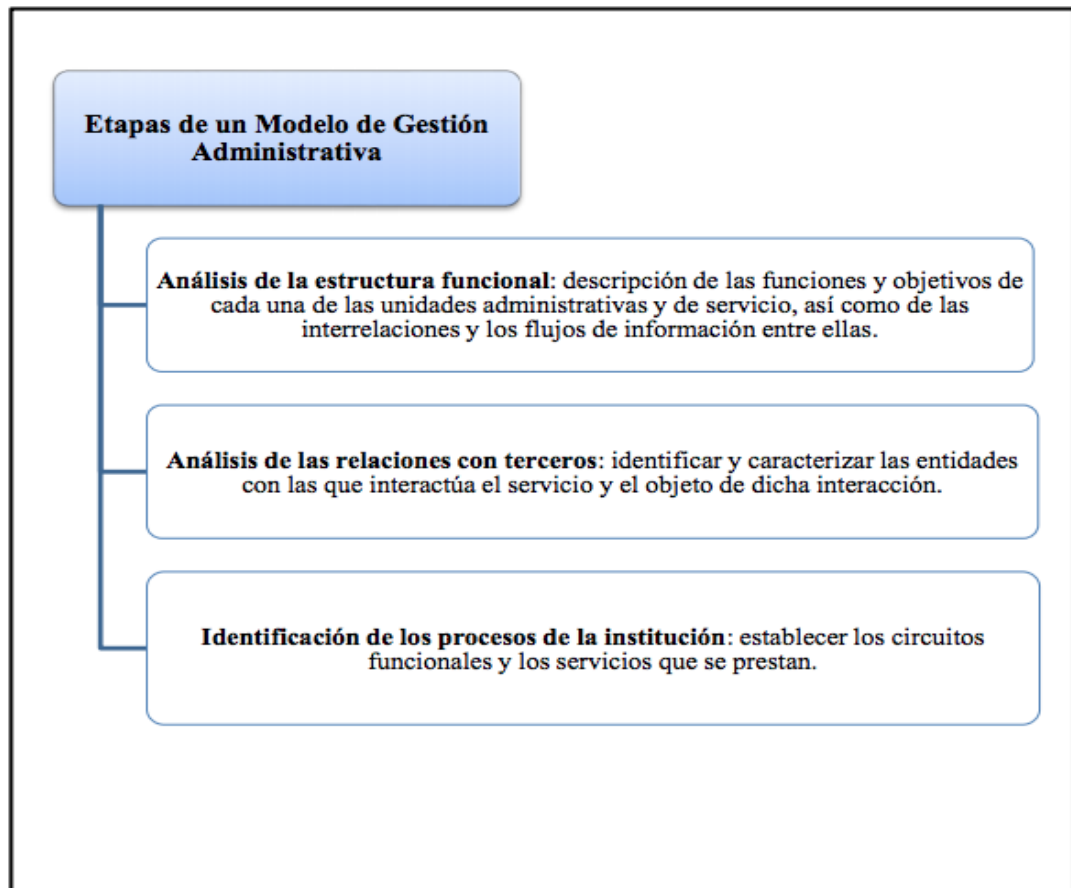 Etapas de un Modelo de Gestión
Administrativa
Análisis de la estructura funcional: descripción de las funciones y objetivos de
cada una de las unidades administrativas y de servicio, así como de las
interrelaciones y los flujos de información entre ellas.
Análisis de las relaciones con terceros: identificar y caracterizar las entidades
con las que interactúa el servicio y el objeto de dicha interacción.
Identificación de los procesos de la institución: establecer los circuitos
funcionales y los servicios que se prestan.